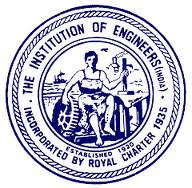 THE INSTITUTION OF ENGINEERS (INDIA)
ESTABLISHED 1920
INCORPORATED BY ROYAL CHARTER 1935